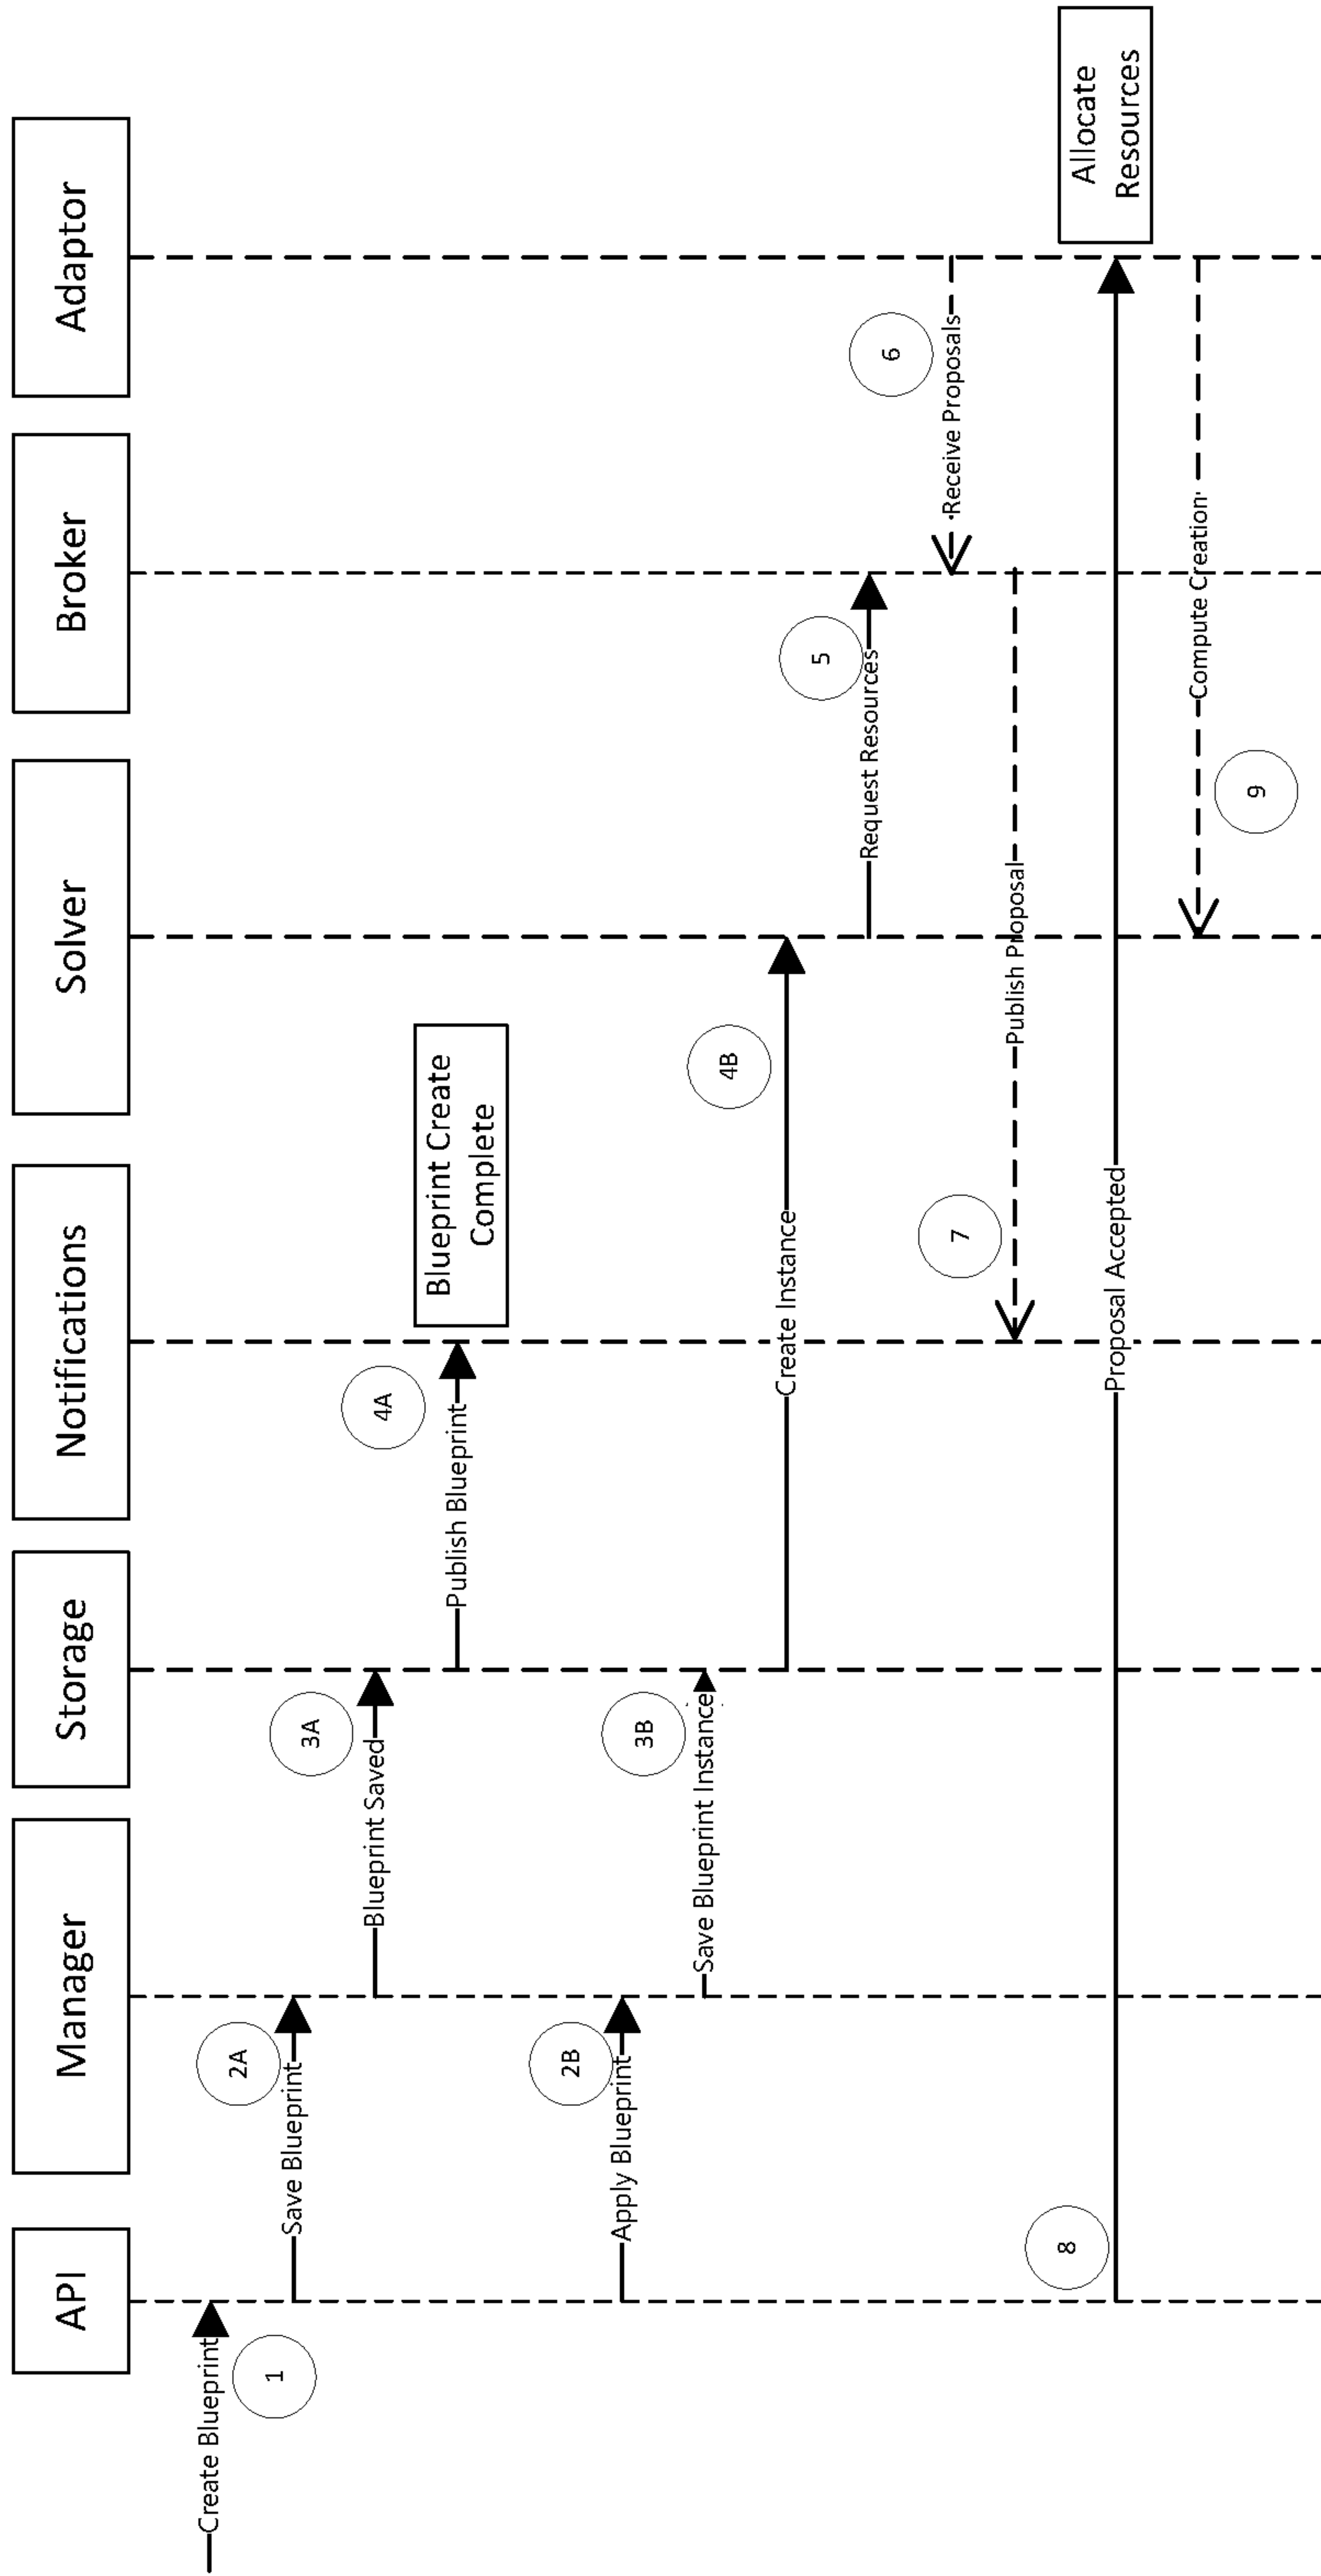 API
Manager
Storage
Notifications
Solver
Broker
Adaptor
Create Blueprint
1
2A
Save Blueprint
3A
Blueprint Saved
4A
Publish Blueprint
Blueprint Create
Complete
2B
Apply Blueprint
3B
Save Blueprint Instance
4B
Create Instance
5
Request Resources
6
Receive Proposals
7
Publish Proposal
8
Proposal Accepted
Allocate
Resources
Compute Creation
9